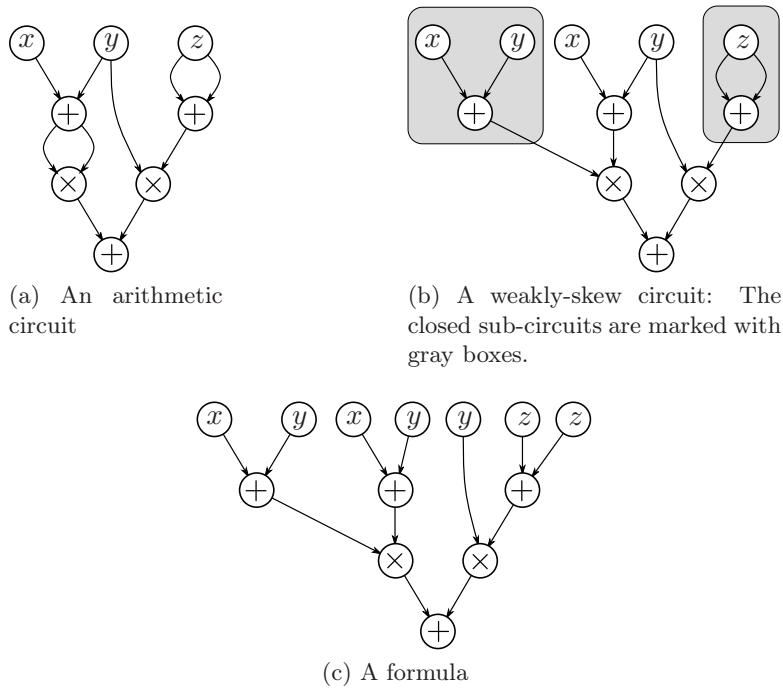 x y z
+ +
× ×
+
(a) An arithmetic
circuit
x y x y z
+ + +
× ×
+
(b) A weakly-skew circuit: The
closed sub-circuits are marked with
gray boxes.
x y x y y z z
+ + +
× ×
+
(c) A formula